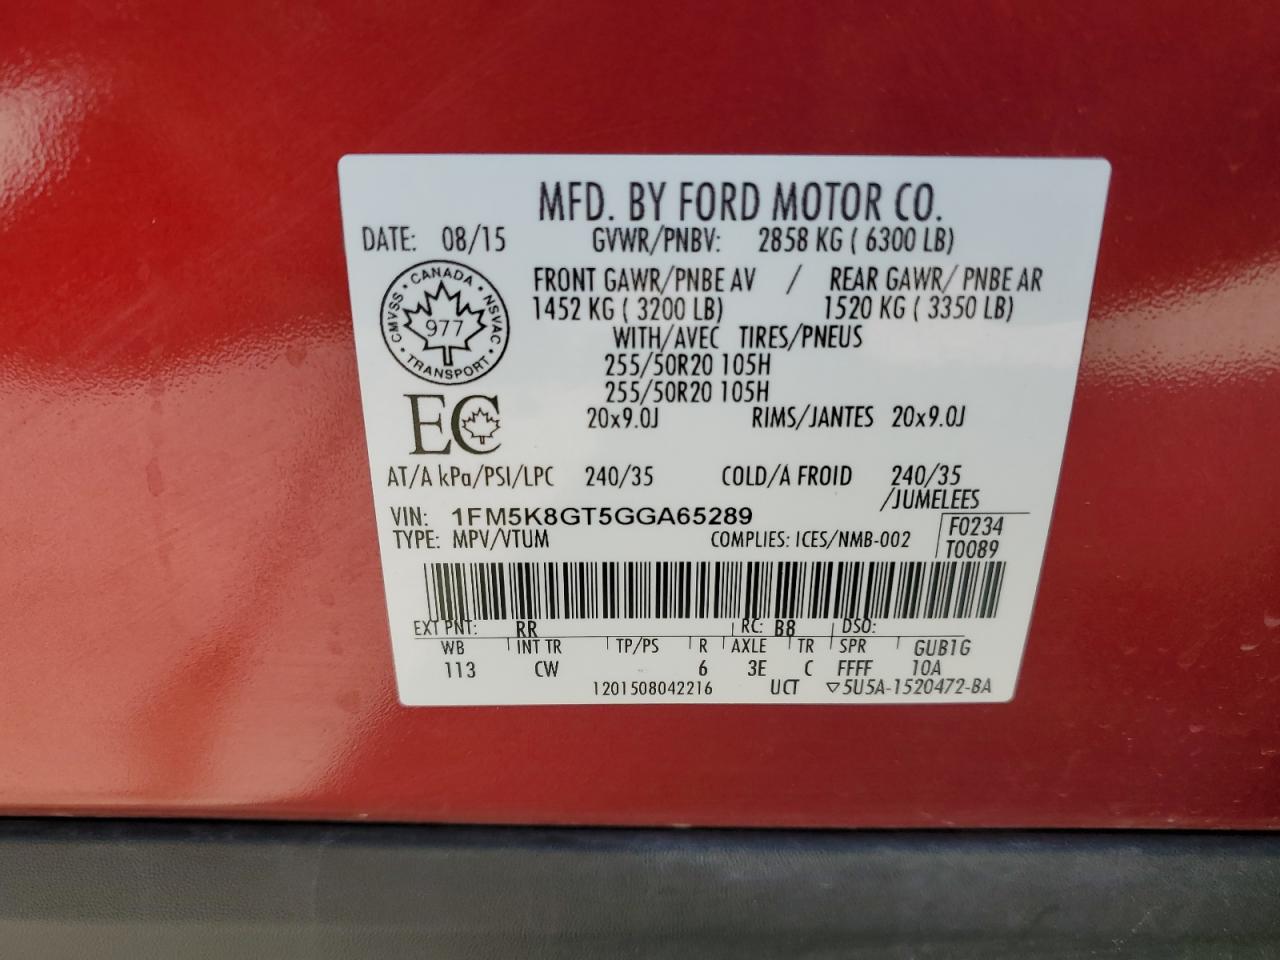 MFD. BY FORD MOTOR CO.
DATE: 08/15 GVWR/PNBV: 2858 KG ( 6300 LB)
FRONT GAWR/PNBE AV / REAR GAWR/ PNBE AR
1452 KG ( 3200 LB) 1520 KG ( 3350 LB)
WITH/AVEC TIRES/PNEUS
255/50R20 105H
255/50R20 105H
20x9.0J RIMS/JANTES 20x9.0J
CMVSS • CANADA • NSVAC • TRANSPORT •
977
EC
AT/A kPa/PSI/LPC 240/35 COLD/A FROID 240/35
/JUMELEES
VIN: 1FM5K8GT5GGA65289 F0234
TYPE: MPV/VTUM COMPLIES: ICES/NMB-002 T0089
EXT PNT: RR RC: B8 DSO:
WB INT TR TP/PS R AXLE TR SPR GUB1G
113 CW 6 3E C FFFF 10A
1201508042216 UCT ▽5U5A-1520472-BA